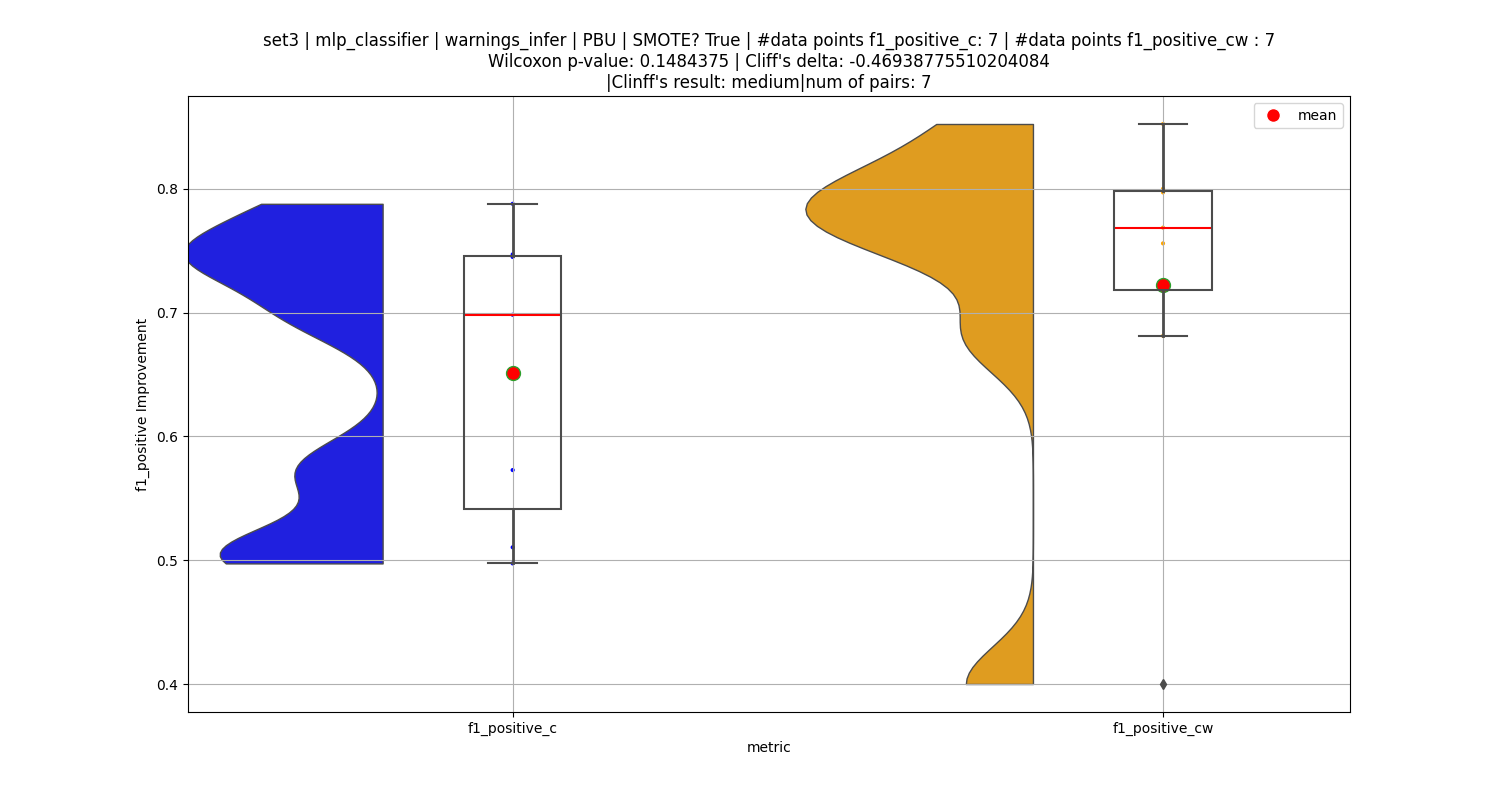 set3 | mlp_classifier | warnings_infer | PBU | SMOTE? True | #data points f1_positive_c: 7 | #data points f1_positive_cw : 7
Wilcoxon p-value: 0.1484375 | Cliff's delta: -0.46938775510204084
|Clinff's result: medium|num of pairs: 7
mean
0.8
0.7
0.6
0.5
0.4
f1_positive Improvement
f1_positive_c
f1_positive_cw
metric